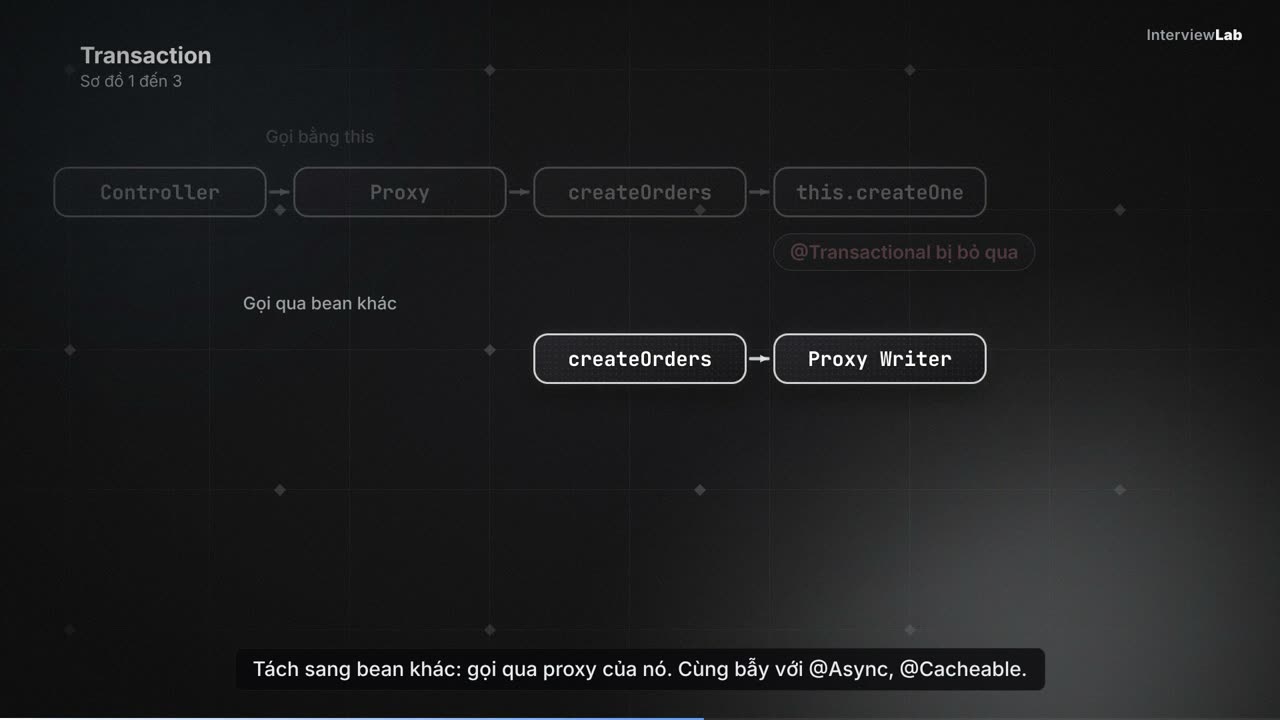 Transaction
InterviewLab
Sơ đồ 1 đến 3
Gọi bằng this
Controller
Proxy
createOrders
this.createOne
@Transactional bị bỏ qua
Gọi qua bean khác
createOrders
Proxy Writer
Tách sang bean khác: gọi qua proxy của nó. Cùng bẫy với @Async, @Cacheable.